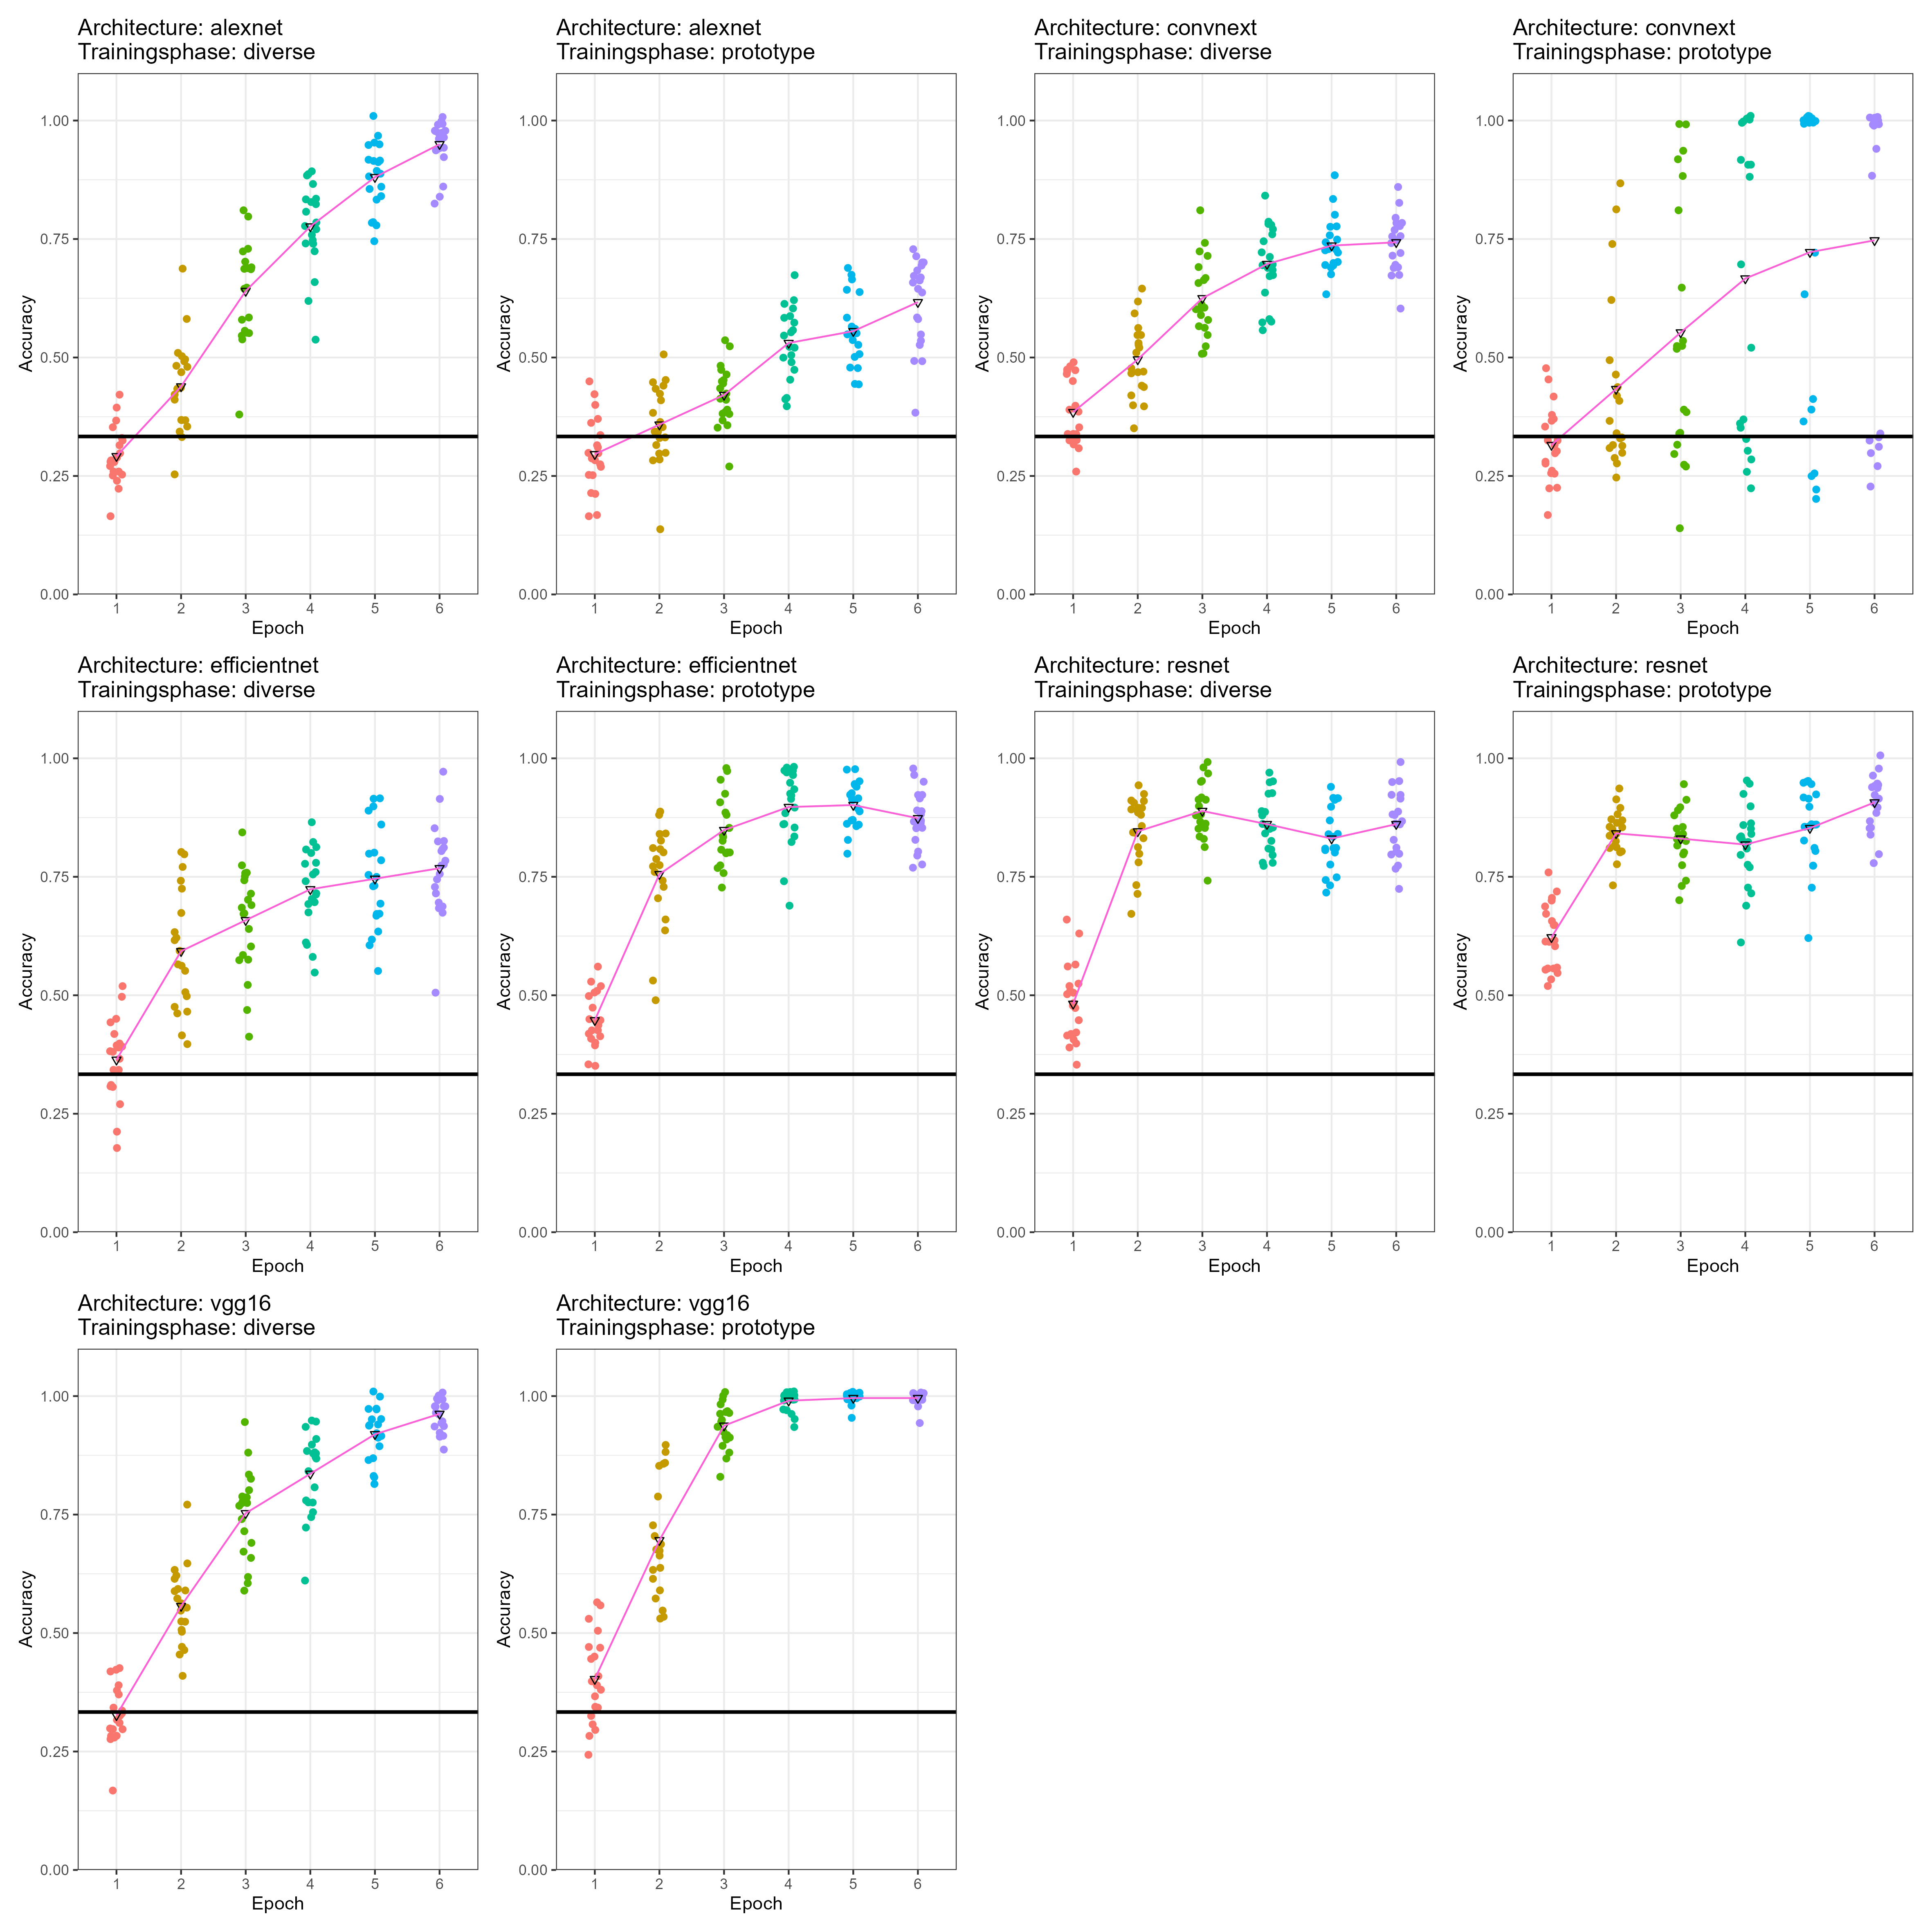 Architecture: alexnet
Trainingsphase: diverse
1.00
0.75
0.50
0.25
0.00
Accuracy
1 2 3 4 5 6
Epoch
Architecture: alexnet
Trainingsphase: prototype
1.00
0.75
0.50
0.25
0.00
Accuracy
1 2 3 4 5 6
Epoch
Architecture: convnext
Trainingsphase: diverse
1.00
0.75
0.50
0.25
0.00
Accuracy
1 2 3 4 5 6
Epoch
Architecture: convnext
Trainingsphase: prototype
1.00
0.75
0.50
0.25
0.00
Accuracy
1 2 3 4 5 6
Epoch
Architecture: efficientnet
Trainingsphase: diverse
1.00
0.75
0.50
0.25
0.00
Accuracy
1 2 3 4 5 6
Epoch
Architecture: efficientnet
Trainingsphase: prototype
1.00
0.75
0.50
0.25
0.00
Accuracy
1 2 3 4 5 6
Epoch
Architecture: resnet
Trainingsphase: diverse
1.00
0.75
0.50
0.25
0.00
Accuracy
1 2 3 4 5 6
Epoch
Architecture: resnet
Trainingsphase: prototype
1.00
0.75
0.50
0.25
0.00
Accuracy
1 2 3 4 5 6
Epoch
Architecture: vgg16
Trainingsphase: diverse
1.00
0.75
0.50
0.25
0.00
Accuracy
1 2 3 4 5 6
Epoch
Architecture: vgg16
Trainingsphase: prototype
1.00
0.75
0.50
0.25
0.00
Accuracy
1 2 3 4 5 6
Epoch